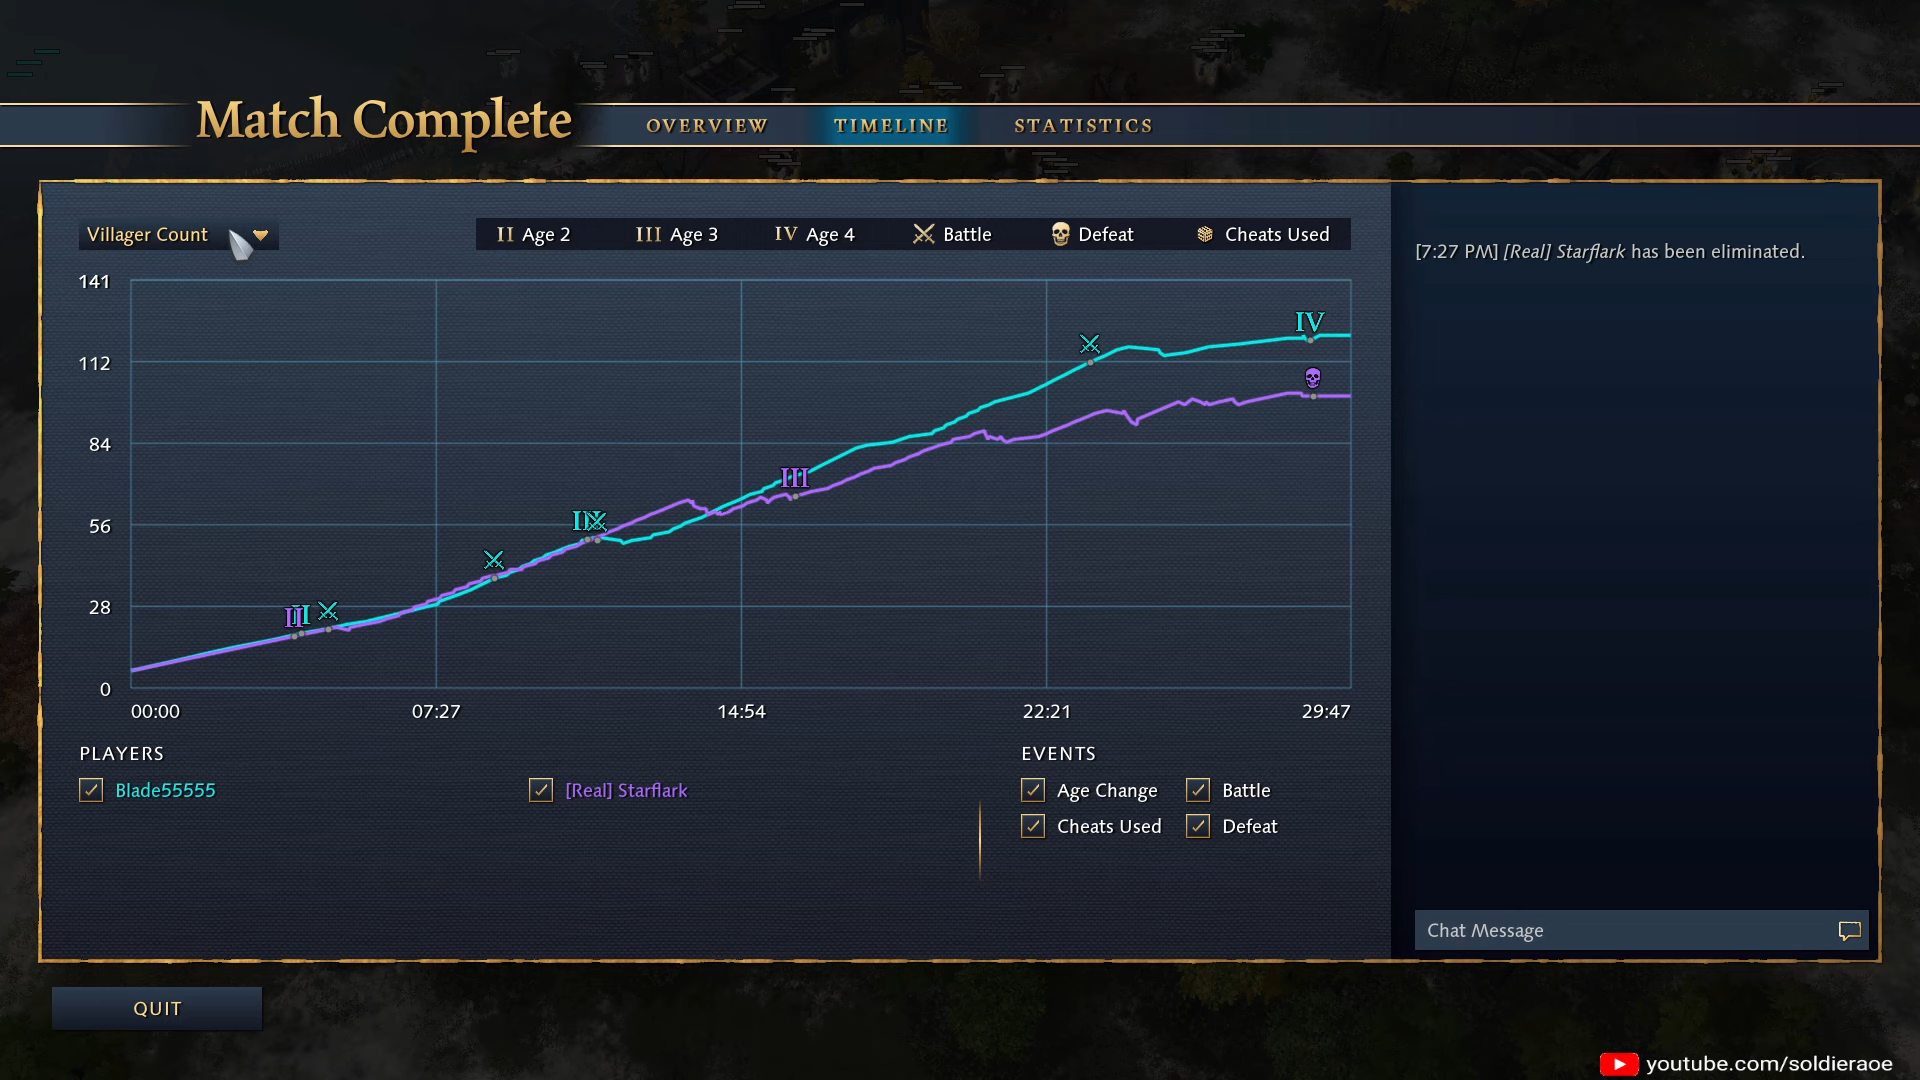 Match Complete
OVERVIEW
TIMELINE
STATISTICS
Villager Count
II Age 2
III Age 3
IV Age 4
Battle
Defeat
Cheats Used
[7:27 PM] [Real] Starflark has been eliminated.
141
112
84
56
28
0
IV
III
II
00:00
07:27
14:54
22:21
29:47
PLAYERS
Blade55555
[Real] Starflark
EVENTS
Age Change
Battle
Cheats Used
Defeat
Chat Message
QUIT
youtube.com/soldieraoe